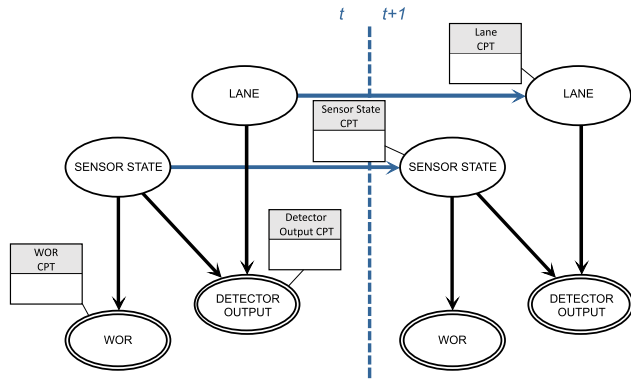 t
t+1
Lane
CPT
LANE
LANE
Sensor State
CPT
SENSOR STATE
SENSOR STATE
WOR
CPT
Detector
Output CPT
DETECTOR
OUTPUT
DETECTOR
OUTPUT
WOR
WOR